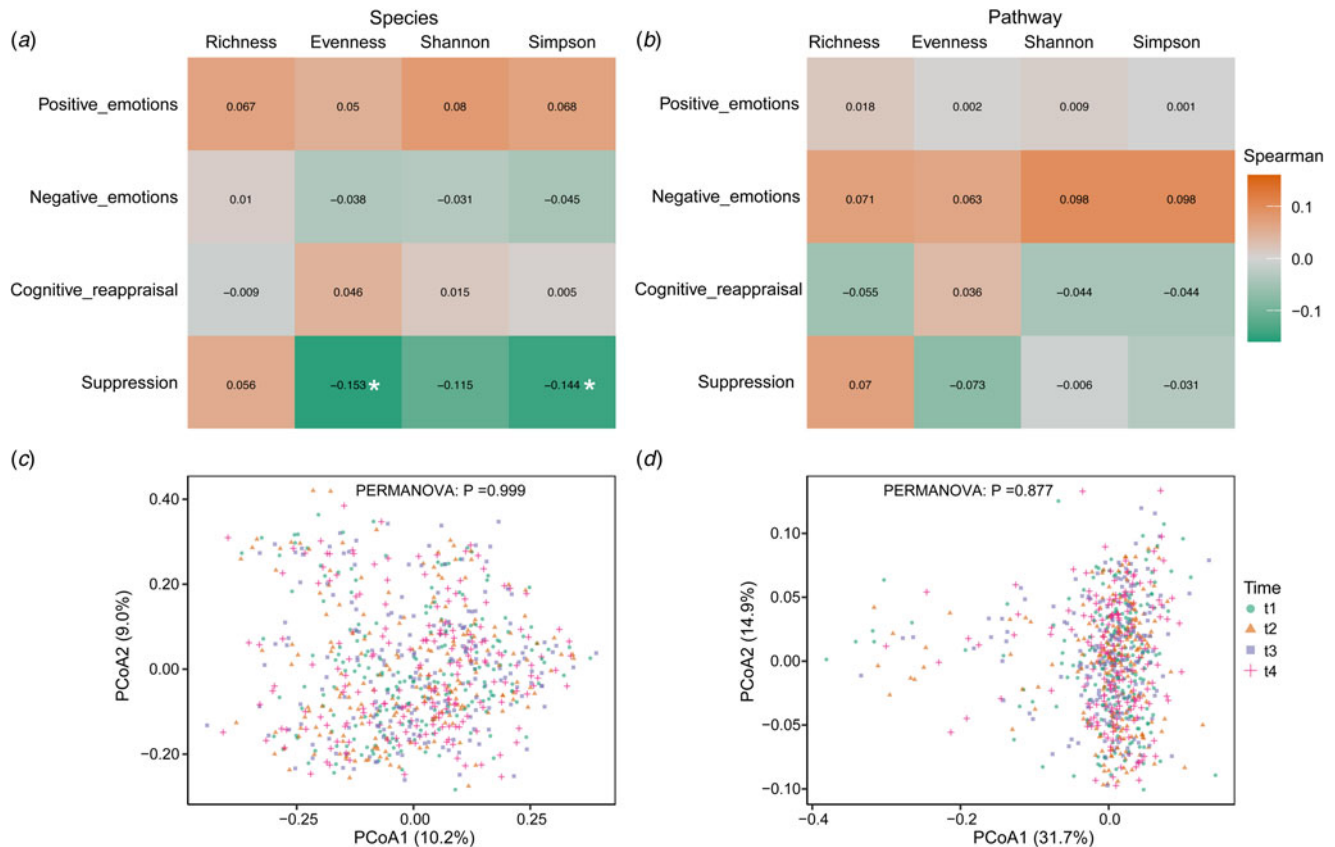 Species
(a)
Richness Evenness Shannon Simpson
Positive_emotions 0.067 0.05 0.08 0.068
Negative_emotions 0.01 −0.038 −0.031 −0.045
Cognitive_reappraisal −0.009 0.046 0.015 0.005
Suppression 0.056 −0.153 * −0.115 −0.144 *
Pathway
(b)
Richness Evenness Shannon Simpson
Positive_emotions 0.018 0.002 0.009 0.001
Negative_emotions 0.071 0.063 0.098 0.098
Cognitive_reappraisal −0.055 0.036 −0.044 −0.044
Suppression 0.07 −0.073 −0.006 −0.031
Spearman
0.1
0.0
−0.1
(c)
PERMANOVA: P =0.999
PCoA2 (9.0%)
0.40
0.20
0.00
−0.20
−0.25 0.00 0.25
PCoA1 (10.2%)
(d)
PERMANOVA: P =0.877
PCoA2 (14.9%)
0.10
0.05
0.00
−0.05
−0.10
−0.4 −0.2 0.0
PCoA1 (31.7%)
Time
t1
t2
t3
t4